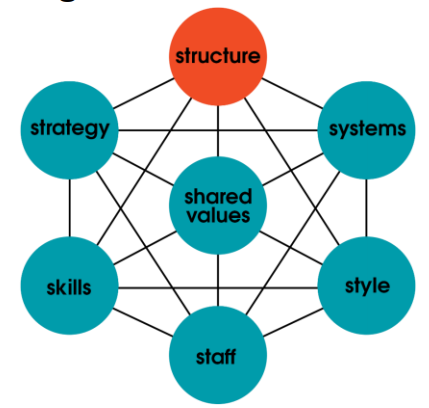 structure
strategy
systems
shared
values
skills
style
staff